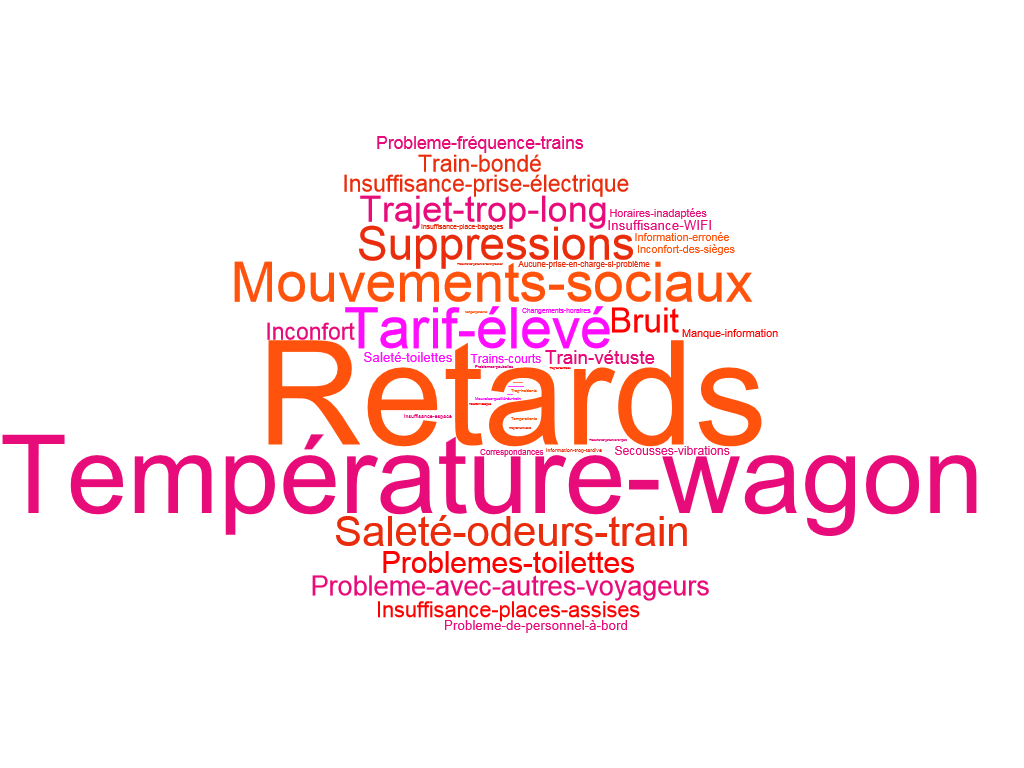 Probleme-fréquence-trains
Train-bondé
Insuffisance-prise-électrique
Trajet-trop-long
Horaires-inadaptées
Insuffisance-WIFI
Insuffisance-place-bagages
Suppressions
Information-erronée
Inconfort-des-sièges
Aucune-prise-en-charge-si-problème
Mouvements-sociaux
Changements-horaires
Tarif-élevé
Bruit
Inconfort
Manque-information
Saleté-toilettes
Trains-courts
Train-vétuste
Retards
Insuffisance-espace
Correspondances
Information-trop-tardive
Secousses-vibrations
Température-wagon
Saleté-odeurs-train
Problemes-toilettes
Probleme-avec-autres-voyageurs
Insuffisance-places-assises
Probleme-de-personnel-à-bord